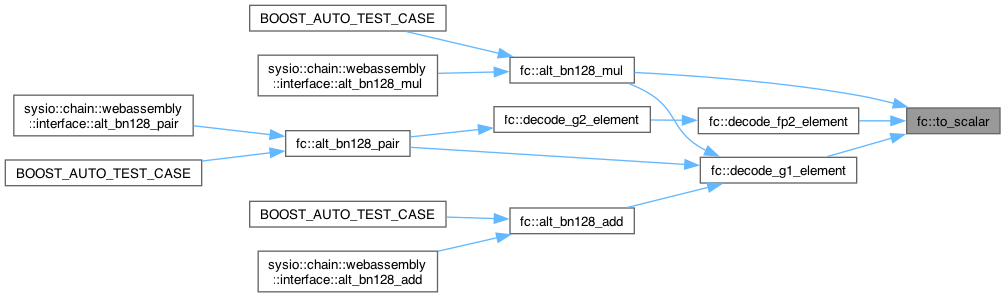 BOOST_AUTO_TEST_CASE
sysio::chain::webassembly
::interface::alt_bn128_mul
fc::alt_bn128_mul
sysio::chain::webassembly
::interface::alt_bn128_pair
BOOST_AUTO_TEST_CASE
fc::alt_bn128_pair
fc::decode_g2_element
fc::decode_fp2_element
fc::to_scalar
fc::decode_g1_element
BOOST_AUTO_TEST_CASE
fc::alt_bn128_add
sysio::chain::webassembly
::interface::alt_bn128_add